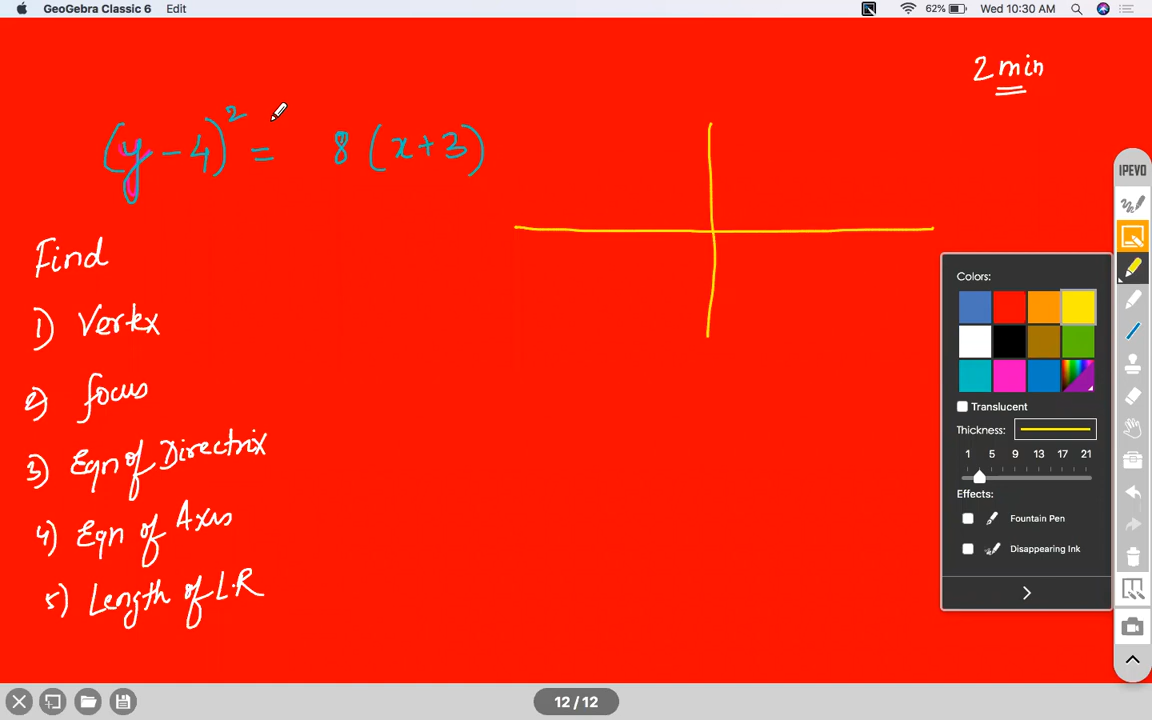 GeoGebra Classic 6 Edit 62% Wed 10:30 AM
2 min
(y-4)² = 8(x+3)
Find
1) Vertex
2) focus
3) Eqn of Directrix
4) Eqn of Axis
5) Length of L.R
IPEVO
Colors:
Translucent
Thickness:
1 5 9 13 17 21
Effects:
Fountain Pen
Disappearing Ink
12 / 12